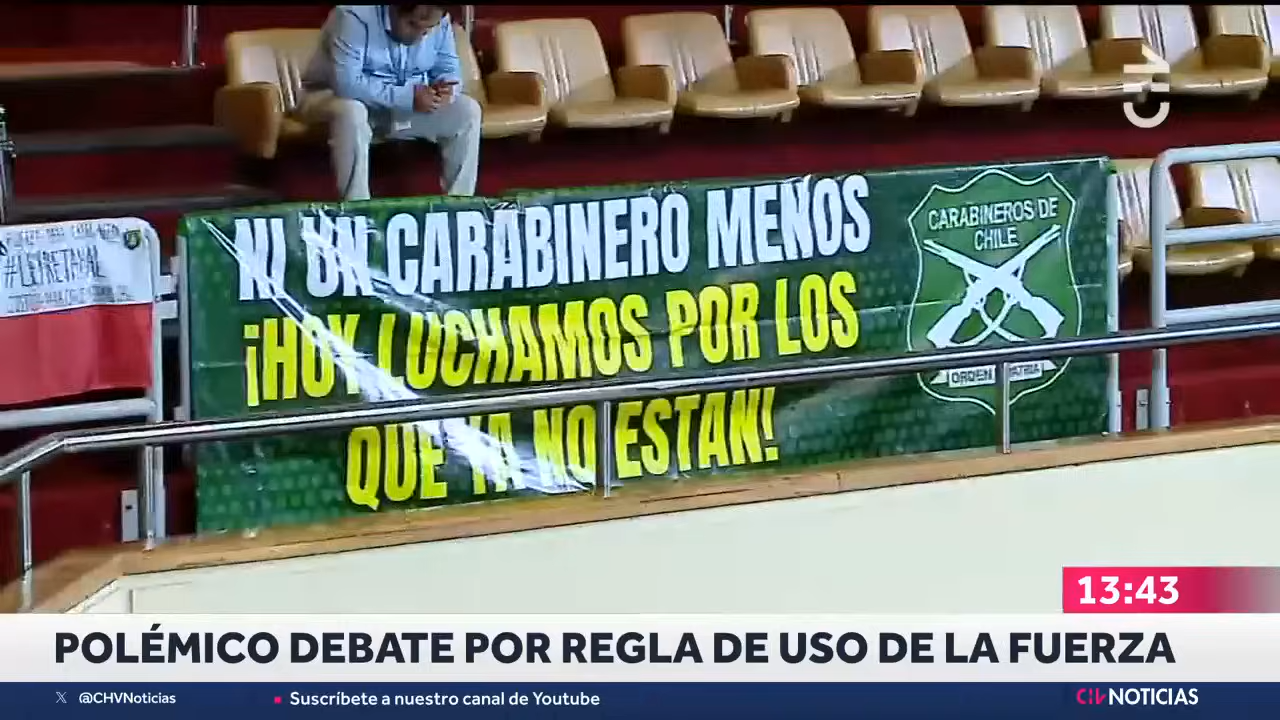 NI UN CARABINERO MENOS
¡HOY LUCHAMOS POR LOS
QUE YA NO ESTAN!
CARABINEROS DE
CHILE
ORDEN PATRIA
#LEYRETAMAL
13:43
POLÉMICO DEBATE POR REGLA DE USO DE LA FUERZA
X @CHVNoticias
Suscríbete a nuestro canal de Youtube
CHV NOTICIAS